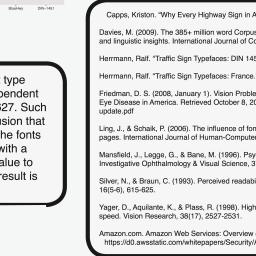 BlissHwy DIN-1451
t type
pendent
627. Such
usion that
he fonts
with a
alue to
result is
Capps, Kriston. "Why Every Highway Sign in A
Davies, M. (2009). The 385+ million word Corpus
and linguistic insights. International Journal of Co
Herrmann, Ralf. "Traffic Sign Typefaces: DIN 145
Herrmann, Ralf. "Traffic Sign Typefaces: France.
Friedman, D. S. (2008, January 1). Vision Proble
Eye Disease in America. Retrieved October 8, 20
update.pdf
Ling, J., & Schaik, P. (2006). The influence of fon
pages. International Journal of Human-Computer
Mansfield, J., Legge, G., & Bane, M. (1996). Psy
Investigative Ophthalmology & Visual Science, 3
Silver, N., & Braun, C. (1993). Perceived readabi
16(5-6), 615-625.
Yager, D., Aquilante, K., & Plass, R. (1998). High
speed. Vision Research, 38(17), 2527-2531.
Amazon.com. Amazon Web Services: Overview
https://d0.awsstatic.com/whitepapers/Security/A